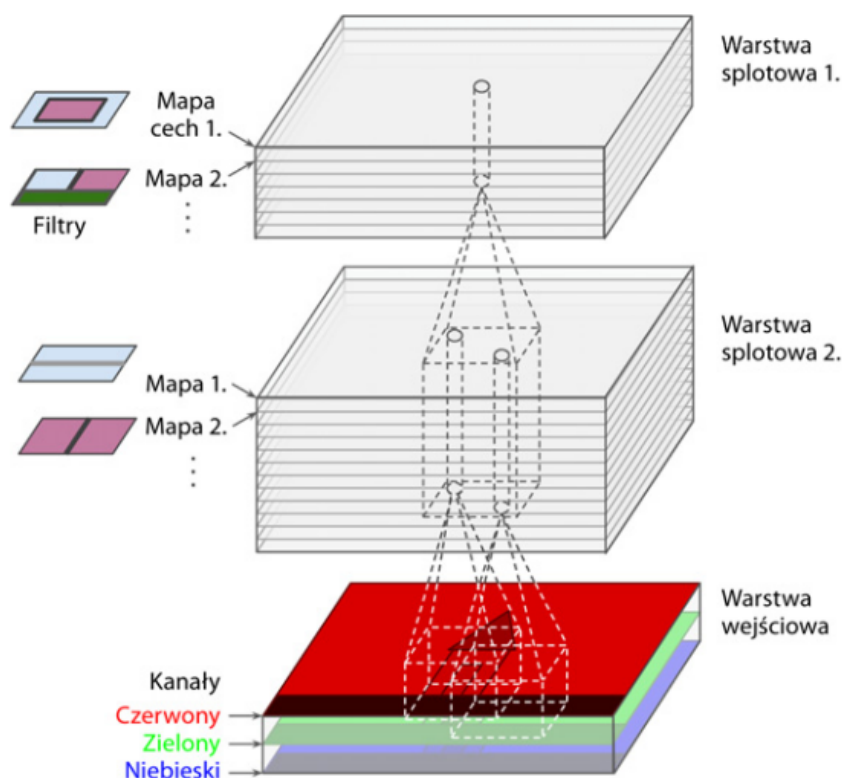 Warstwa
splotowa 1.
Mapa
cech 1.
Mapa 2.
Filtry
Warstwa
splotowa 2.
Mapa 1.
Mapa 2.
Warstwa
wejściowa
Kanały
Czerwony
Zielony
Niebieski